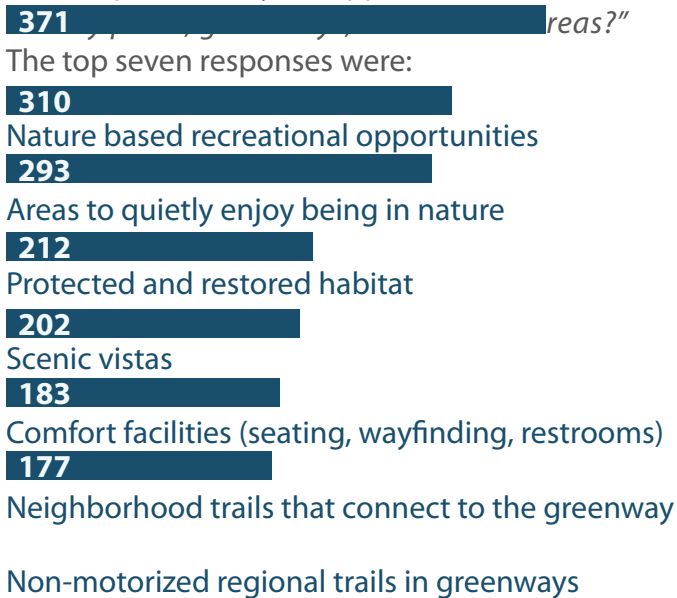 371 reas?”
The top seven responses were:
310
Nature based recreational opportunities
293
Areas to quietly enjoy being in nature
212
Protected and restored habitat
202
Scenic vistas
183
Comfort facilities (seating, wayfinding, restrooms)
177
Neighborhood trails that connect to the greenway
Non-motorized regional trails in greenways